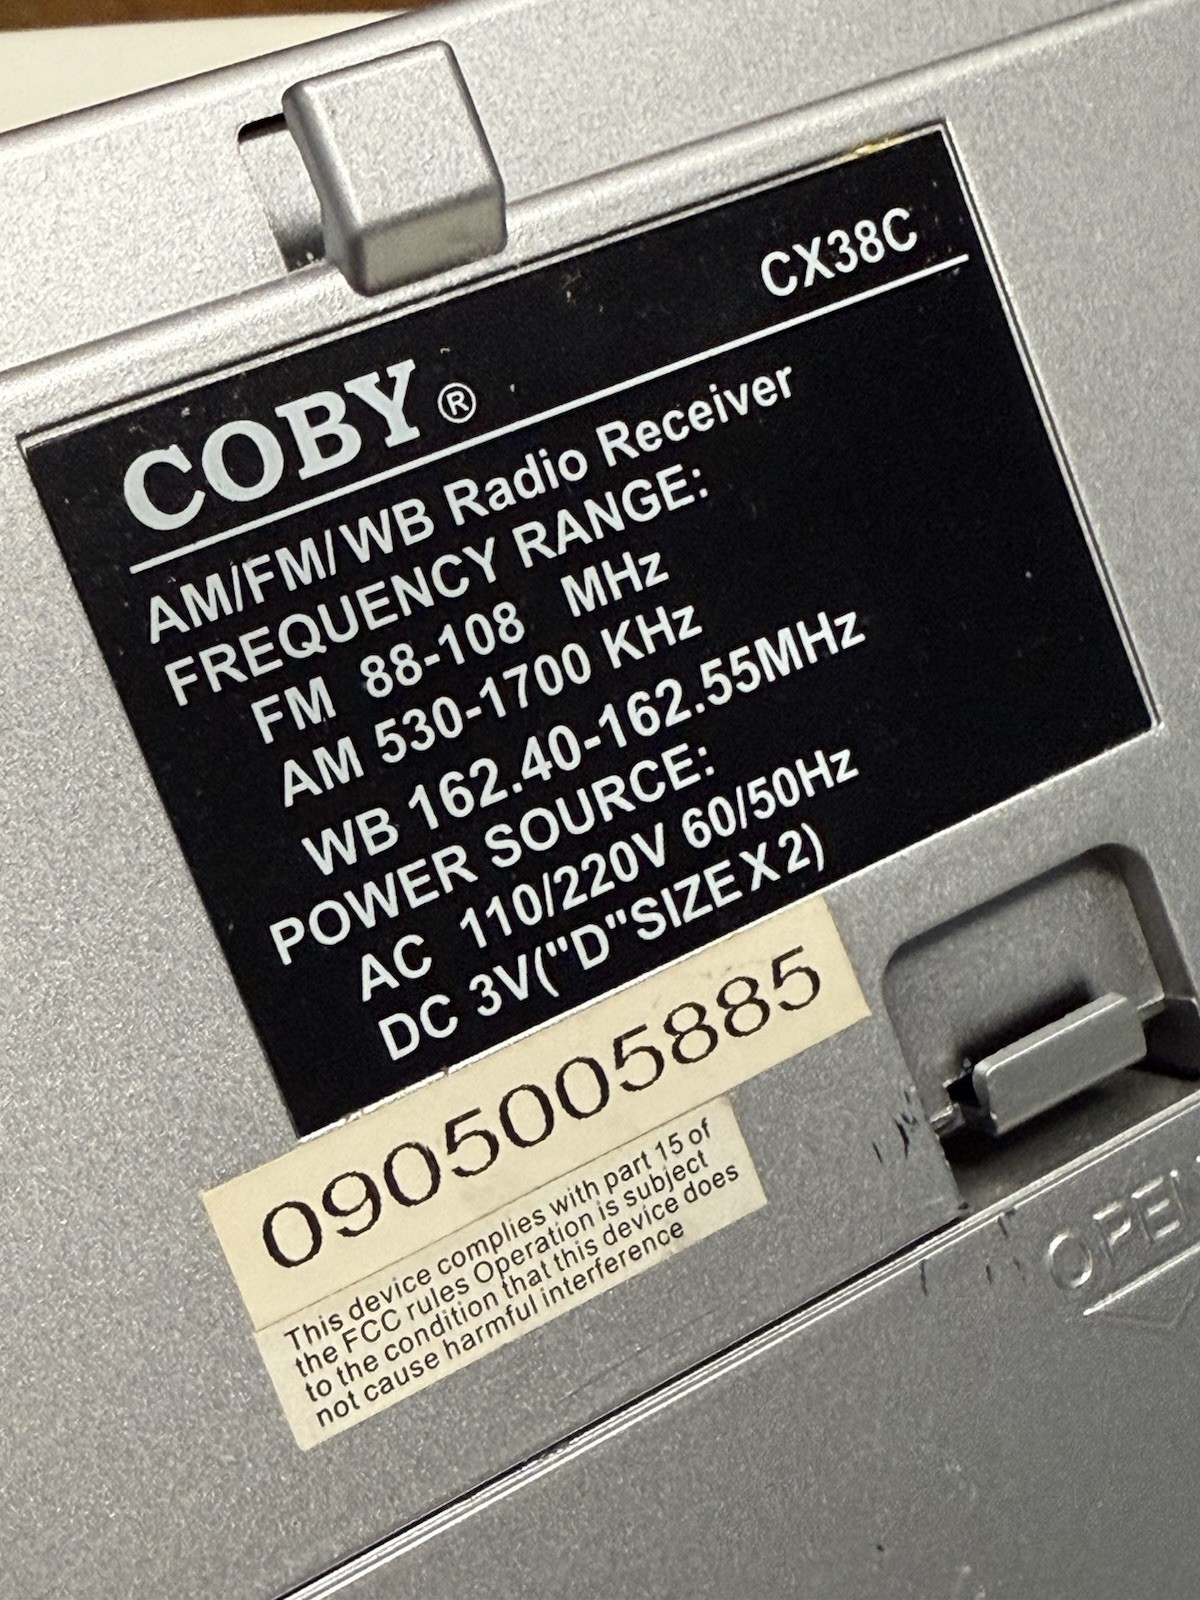 CX38C
COBY®
AM/FM/WB Radio Receiver
FREQUENCY RANGE:
FM 88-108 MHz
AM 530-1700 KHz
WB 162.40-162.55MHz
POWER SOURCE:
AC 110/220V 60/50Hz
DC 3V("D"SIZE X 2)
0905005885
This device complies with part 15 of
the FCC rules Operation is subject
to the condition that this device does
not cause harmful interference